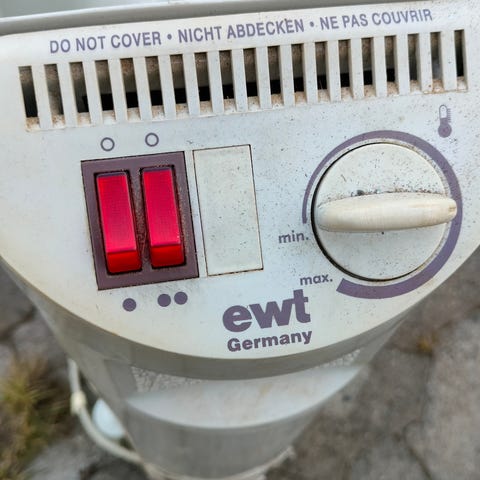 DO NOT COVER • NICHT ABDECKEN • NE PAS COUVRIR
min.
max.
ewt
Germany